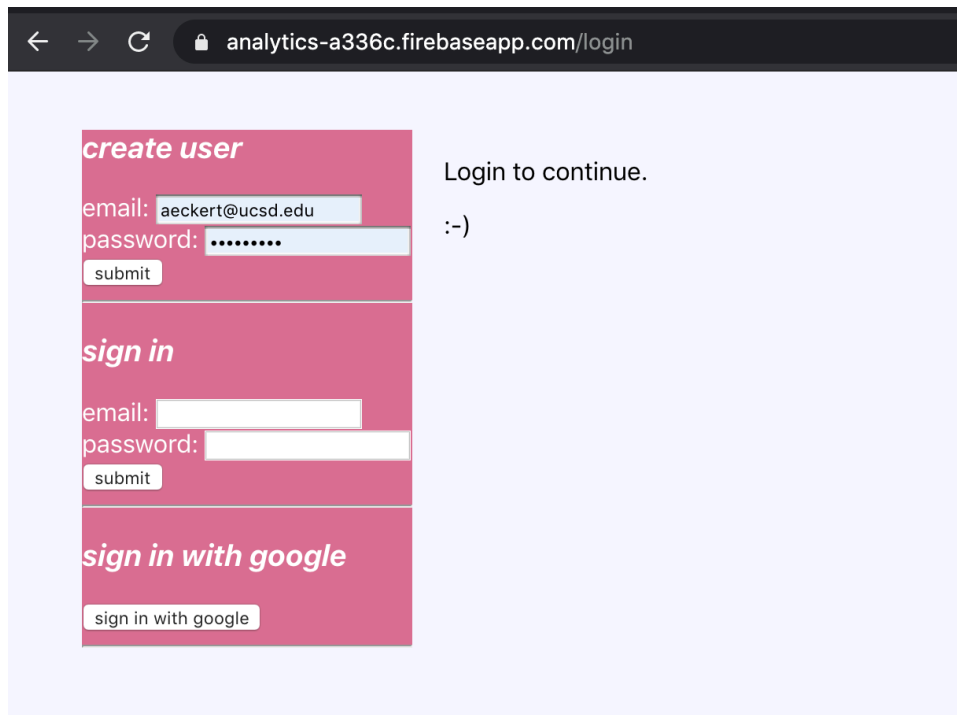 analytics-a336c.firebaseapp.com/login
create user
email: aeckert@ucsd.edu
password: •••••••••
submit
sign in
email:
password:
submit
sign in with google
sign in with google
Login to continue.
:-)